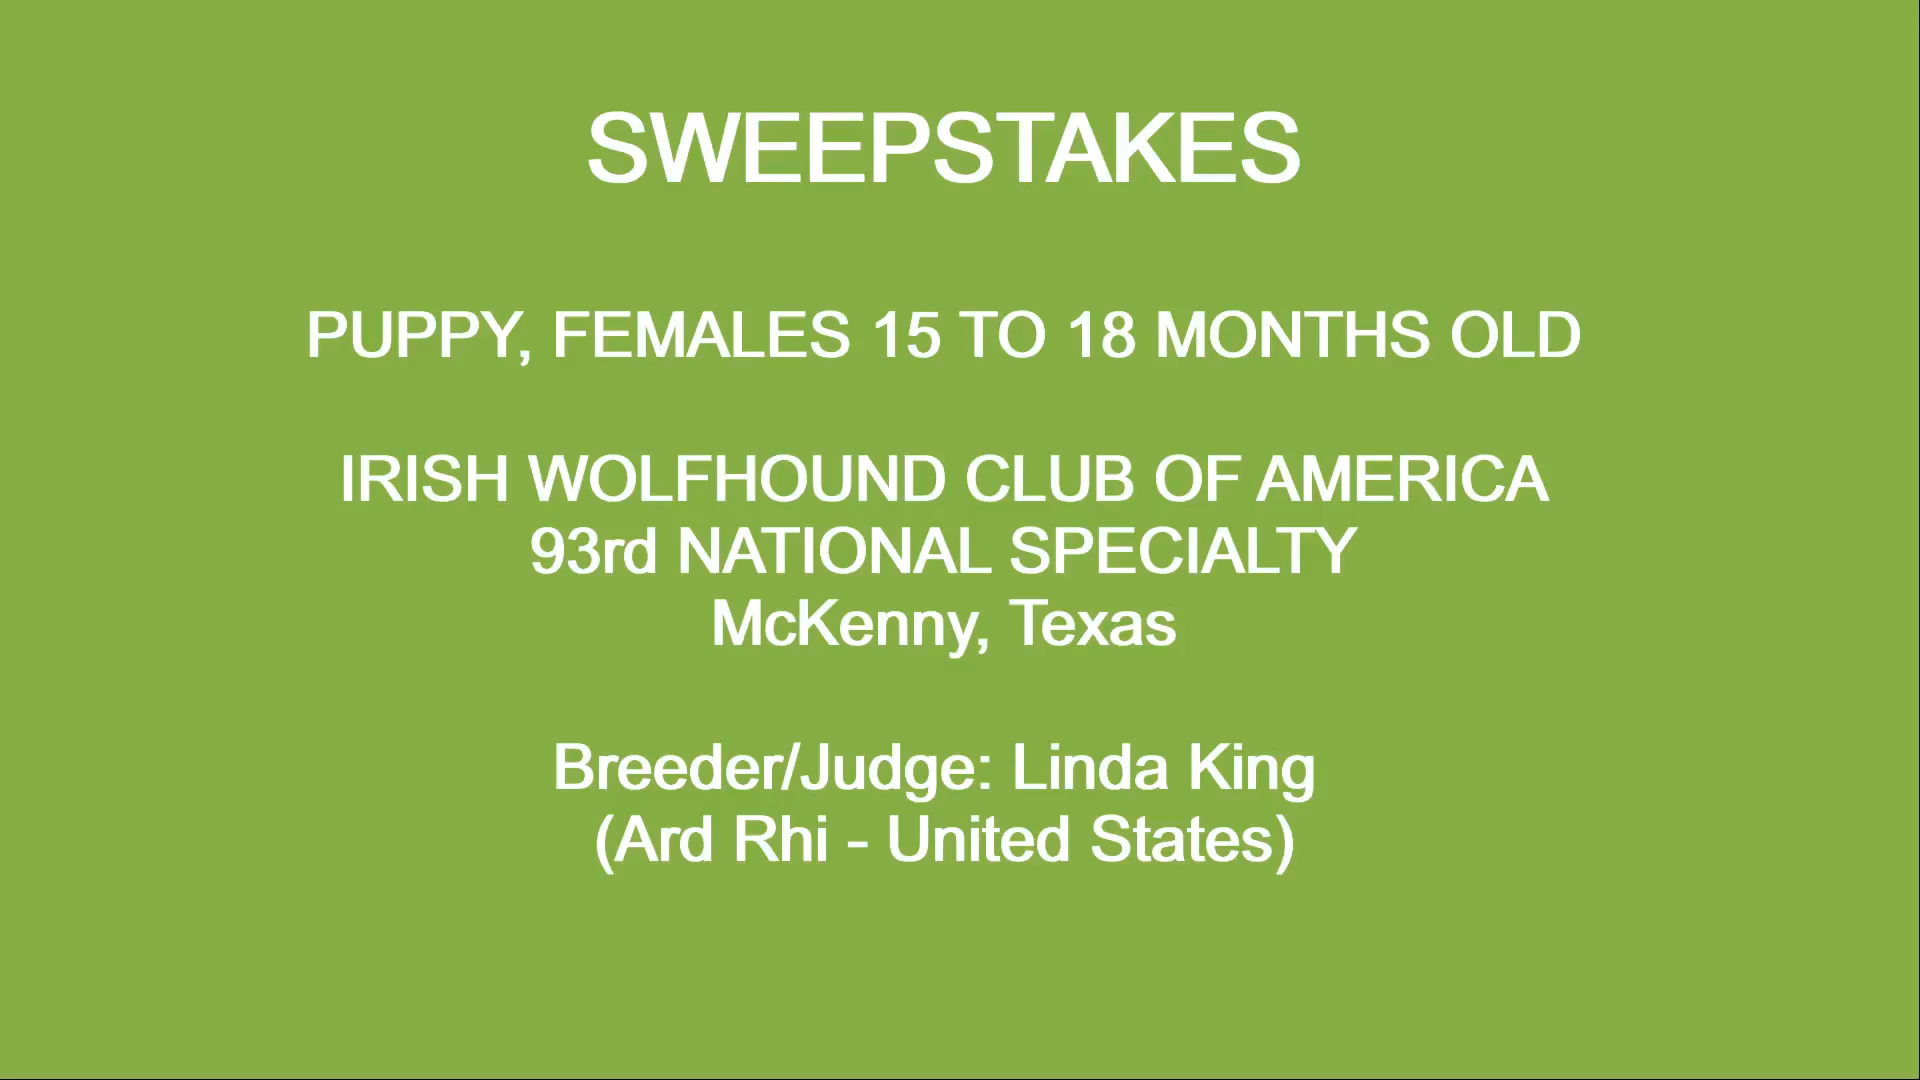 SWEEPSTAKES
PUPPY, FEMALES 15 TO 18 MONTHS OLD
IRISH WOLFHOUND CLUB OF AMERICA
93rd NATIONAL SPECIALTY
McKenny, Texas
Breeder/Judge: Linda King
(Ard Rhi - United States)